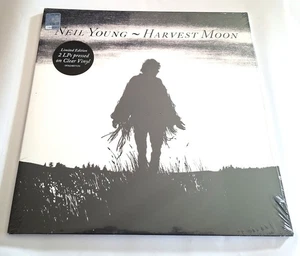 NEIL YOUNG ~ HARVEST MOON
Limited Edition
2 LPs pressed
on Clear Vinyl